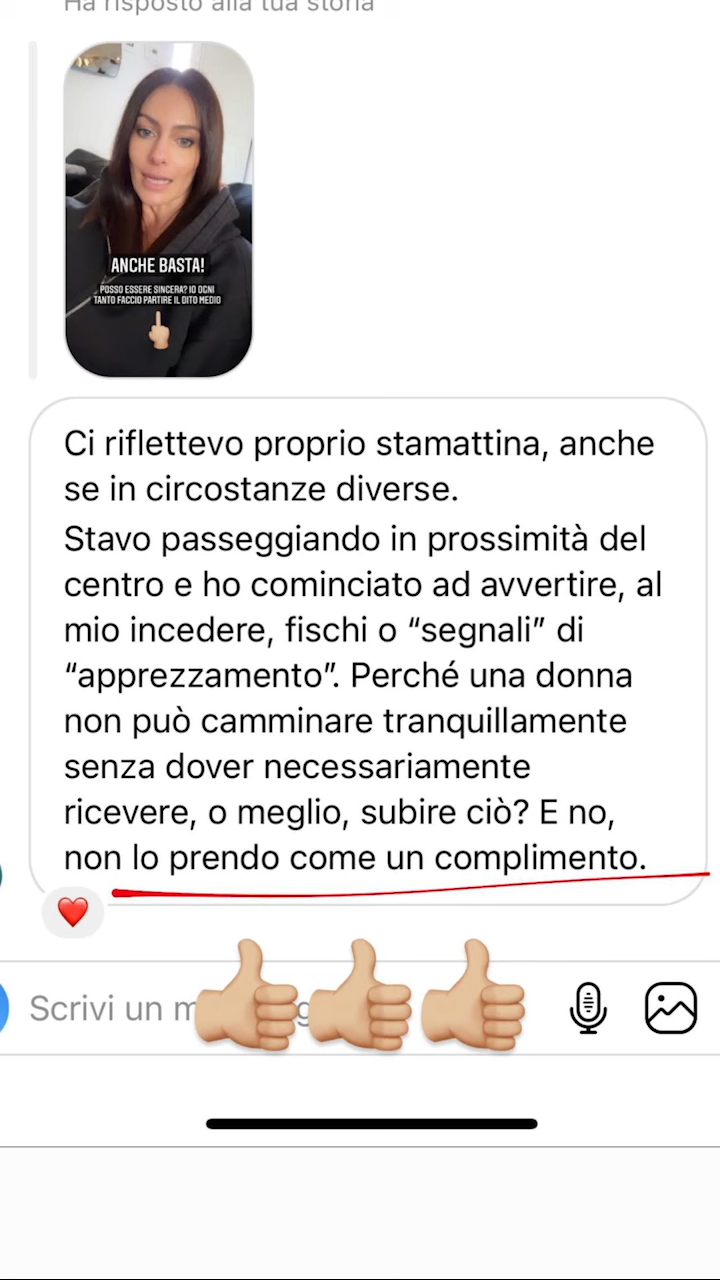 Ha risposto alla tua storia
ANCHE BASTA!
POSSO ESSERE SINCERA? IO OGNI
TANTO FACCIO PARTIRE IL DITO MEDIO
Ci riflettevo proprio stamattina, anche
se in circostanze diverse.
Stavo passeggiando in prossimità del
centro e ho cominciato ad avvertire, al
mio incedere, fischi o “segnali” di
“apprezzamento”. Perché una donna
non può camminare tranquillamente
senza dover necessariamente
ricevere, o meglio, subire ciò? E no,
non lo prendo come un complimento.
Scrivi un